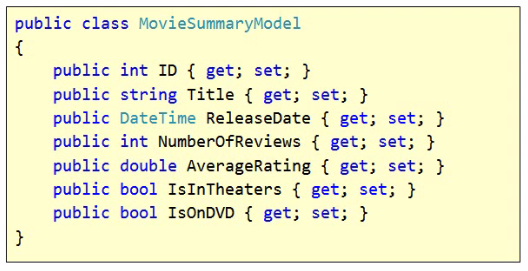 public class MovieSummaryModel
{
    public int ID { get; set; }
    public string Title { get; set; }
    public DateTime ReleaseDate { get; set; }
    public int NumberOfReviews { get; set; }
    public double AverageRating { get; set; }
    public bool IsInTheaters { get; set; }
    public bool IsOnDVD { get; set; }
}